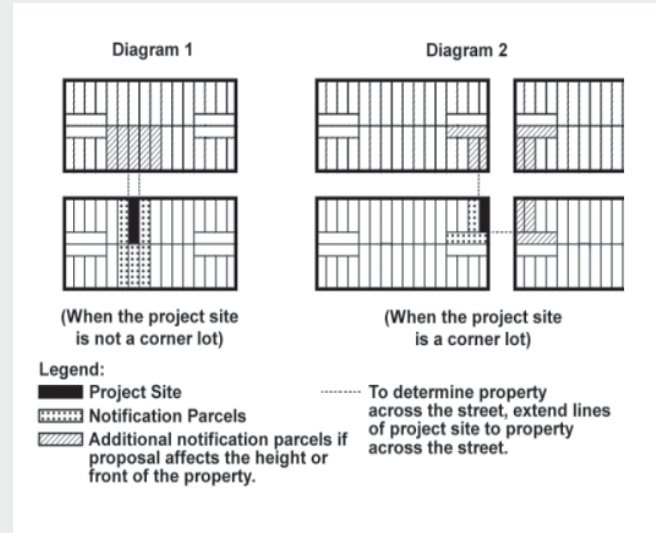 Diagram 1
Diagram 2
(When the project site
is not a corner lot)
(When the project site
is a corner lot)
Legend:
Project Site
Notification Parcels
Additional notification parcels if
proposal affects the height or
front of the property.
To determine property
across the street, extend lines
of project site to property
across the street.